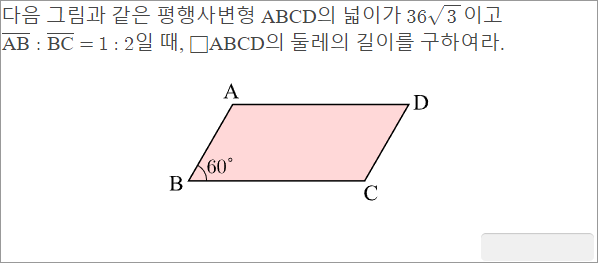 다음 그림과 같은 평행사변형 ABCD의 넓이가 36√3 이고
AB : BC = 1 : 2일 때, □ABCD의 둘레의 길이를 구하여라.
A
D
60°
B
C